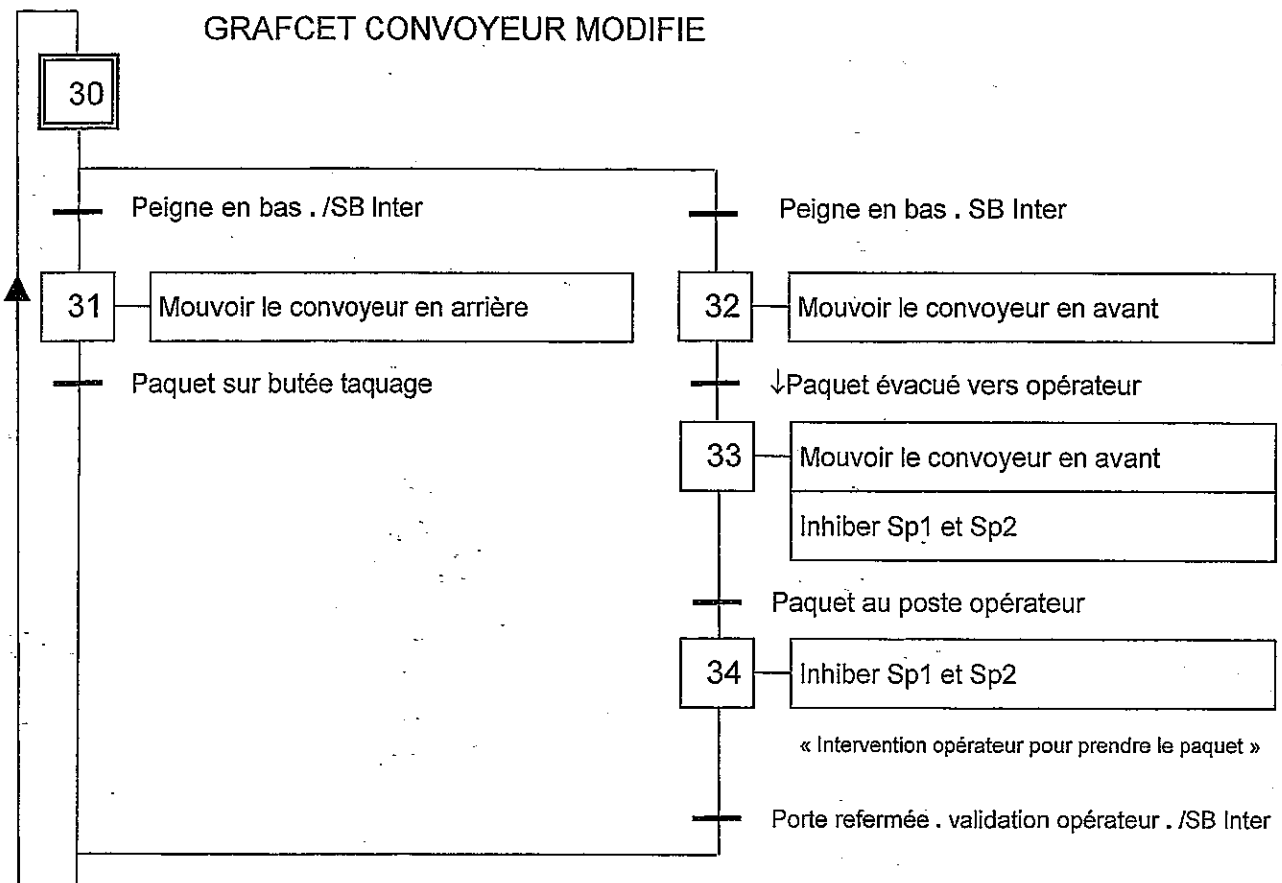 GRAFCET CONVOYEUR MODIFIE
30
Peigne en bas . /SB Inter
Peigne en bas . SB Inter
31
Mouvoir le convoyeur en arrière
32
Mouvoir le convoyeur en avant
Paquet sur butée taquage
↓Paquet évacué vers opérateur
33
Mouvoir le convoyeur en avant
Inhiber Sp1 et Sp2
Paquet au poste opérateur
34
Inhiber Sp1 et Sp2
« Intervention opérateur pour prendre le paquet »
Porte refermée . validation opérateur . /SB Inter